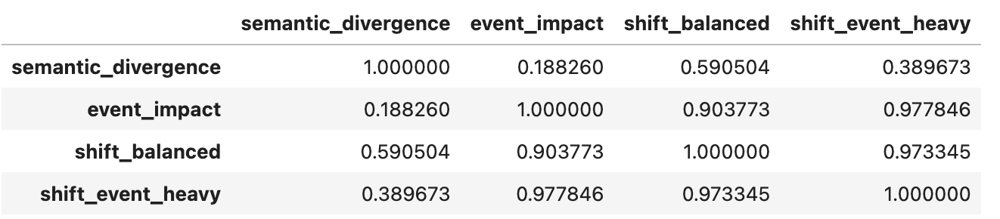 semantic_divergence event_impact shift_balanced shift_event_heavy
semantic_divergence 1.000000 0.188260 0.590504 0.389673
event_impact 0.188260 1.000000 0.903773 0.977846
shift_balanced 0.590504 0.903773 1.000000 0.973345
shift_event_heavy 0.389673 0.977846 0.973345 1.000000